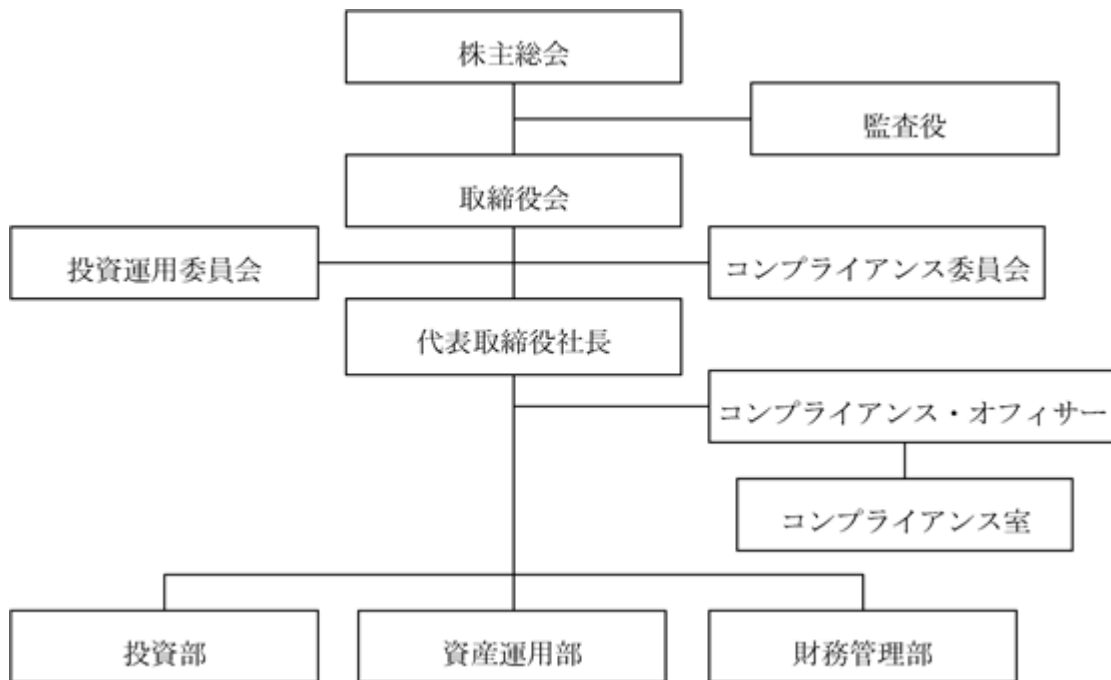 株主総会
監査役
取締役会
投資運用委員会
コンプライアンス委員会
代表取締役社長
コンプライアンス・オフィサー
コンプライアンス室
投資部
資産運用部
財務管理部